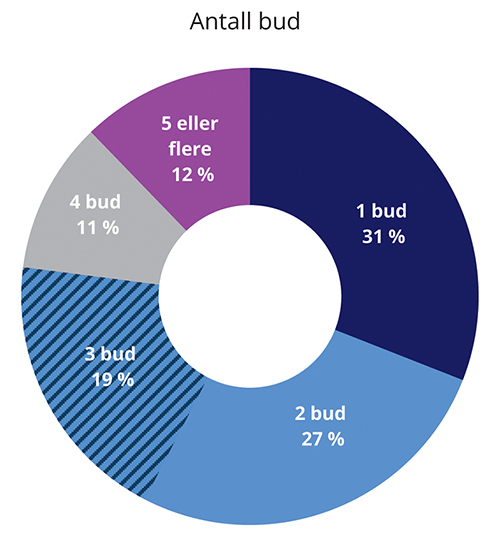 Antall bud
5 eller
flere
12 %
1 bud
31 %
4 bud
11 %
3 bud
19 %
2 bud
27 %